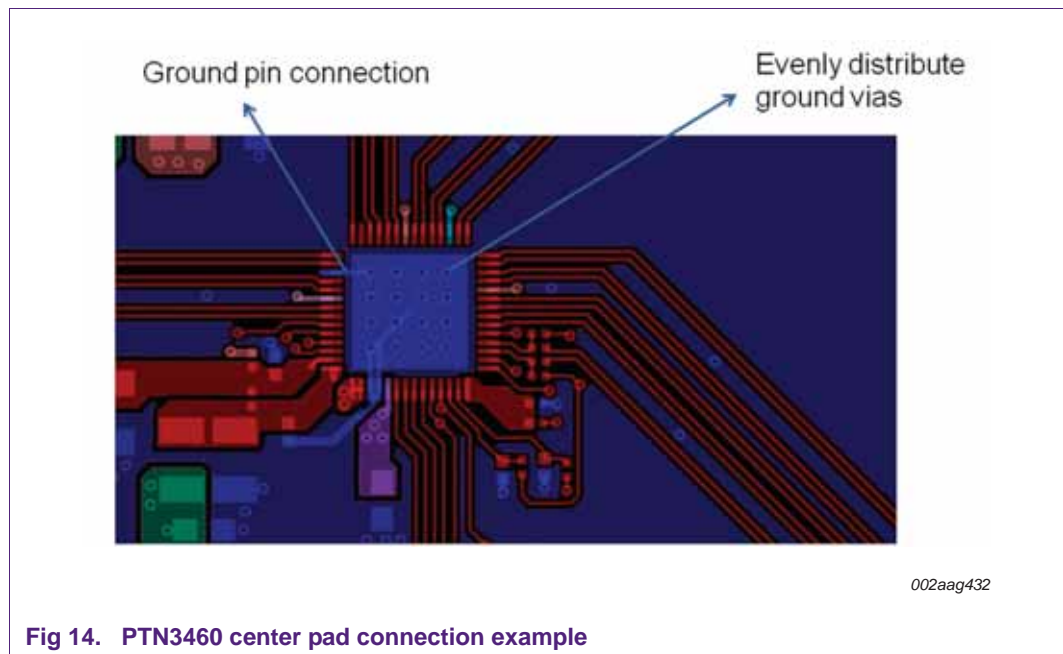 Ground pin connection
Evenly distribute
ground vias
002aag432
Fig 14. PTN3460 center pad connection example